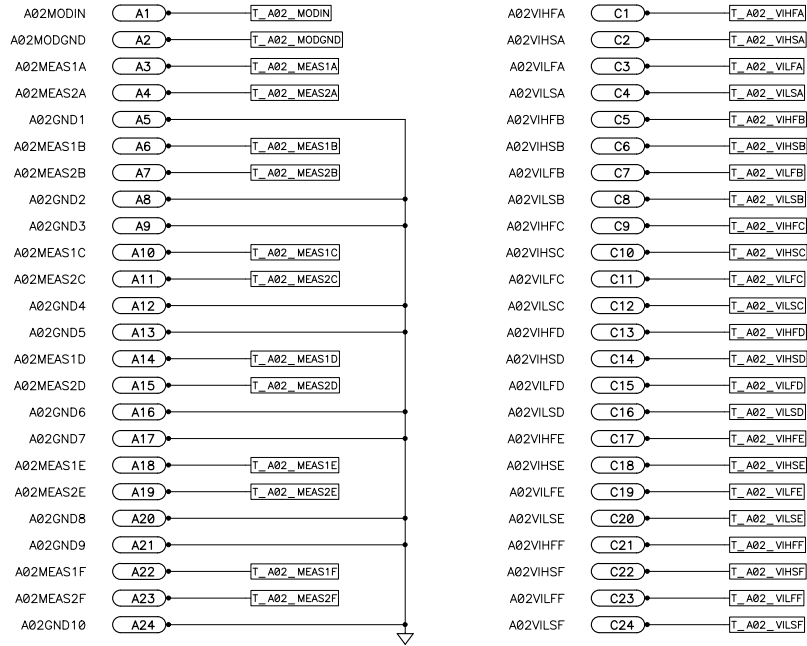 A02MODIN A1 T_A02_MODIN
A02MODGND A2 T_A02_MODGND
A02MEAS1A A3 T_A02_MEAS1A
A02MEAS2A A4 T_A02_MEAS2A
A02GND1 A5
A02MEAS1B A6 T_A02_MEAS1B
A02MEAS2B A7 T_A02_MEAS2B
A02GND2 A8
A02GND3 A9
A02MEAS1C A10 T_A02_MEAS1C
A02MEAS2C A11 T_A02_MEAS2C
A02GND4 A12
A02GND5 A13
A02MEAS1D A14 T_A02_MEAS1D
A02MEAS2D A15 T_A02_MEAS2D
A02GND6 A16
A02GND7 A17
A02MEAS1E A18 T_A02_MEAS1E
A02MEAS2E A19 T_A02_MEAS2E
A02GND8 A20
A02GND9 A21
A02MEAS1F A22 T_A02_MEAS1F
A02MEAS2F A23 T_A02_MEAS2F
A02GND10 A24
A02VIHFA C1 T_A02_VIHFA
A02VIHSA C2 T_A02_VIHSA
A02VILFA C3 T_A02_VILFA
A02VILSA C4 T_A02_VILSA
A02VIHFB C5 T_A02_VIHFB
A02VIHSB C6 T_A02_VIHSB
A02VILFB C7 T_A02_VILFB
A02VILSB C8 T_A02_VILSB
A02VIHFC C9 T_A02_VIHFC
A02VIHSC C10 T_A02_VIHSC
A02VILFC C11 T_A02_VILFC
A02VILSC C12 T_A02_VILSC
A02VIHFD C13 T_A02_VIHFD
A02VIHSD C14 T_A02_VIHSD
A02VILFD C15 T_A02_VILFD
A02VILSD C16 T_A02_VILSD
A02VIHFE C17 T_A02_VIHFE
A02VIHSE C18 T_A02_VIHSE
A02VILFE C19 T_A02_VILFE
A02VILSE C20 T_A02_VILSE
A02VIHFF C21 T_A02_VIHFF
A02VIHSF C22 T_A02_VIHSF
A02VILFF C23 T_A02_VILFF
A02VILSF C24 T_A02_VILSF